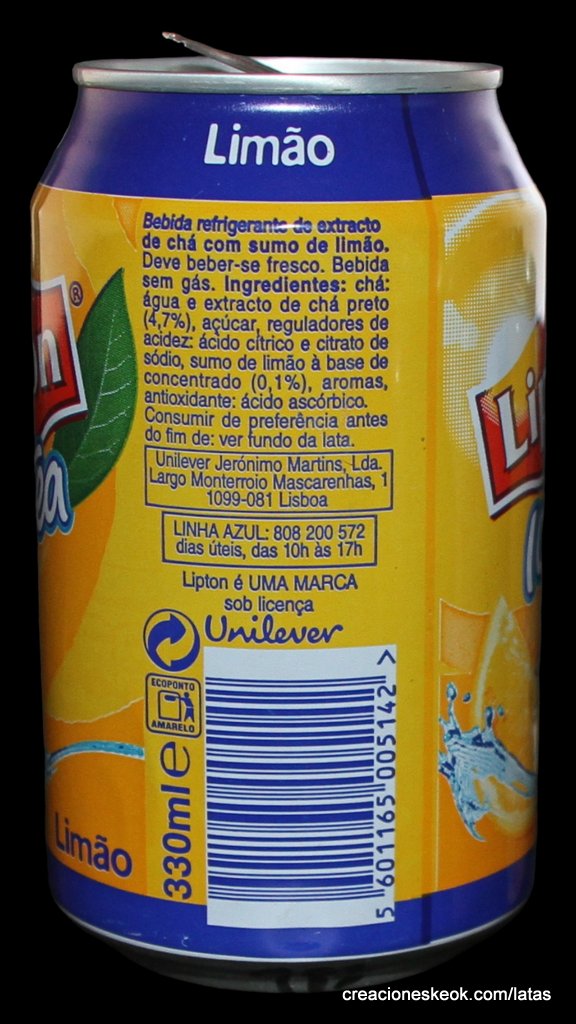 Limão
Bebida refrigerante de extracto
de chá com sumo de limão.
Deve beber-se fresco. Bebida
sem gás. Ingredientes: chá:
água e extracto de chá preto
(4,7%), açúcar, reguladores de
acidez: ácido cítrico e citrato de
sódio, sumo de limão à base de
concentrado (0,1%), aromas,
antioxidante: ácido ascórbico.
Consumir de preferência antes
do fim de: ver fundo da lata.
Unilever Jerónimo Martins, Lda.
Largo Monterroio Mascarenhas, 1
1099-081 Lisboa
LINHA AZUL: 808 200 572
dias úteis, das 10h às 17h
Lipton é UMA MARCA
sob licença
Unilever
ECOPONTO
AMARELO
330ml e
5 601165 005142 >
Limão
®
creacioneskeok.com/latas